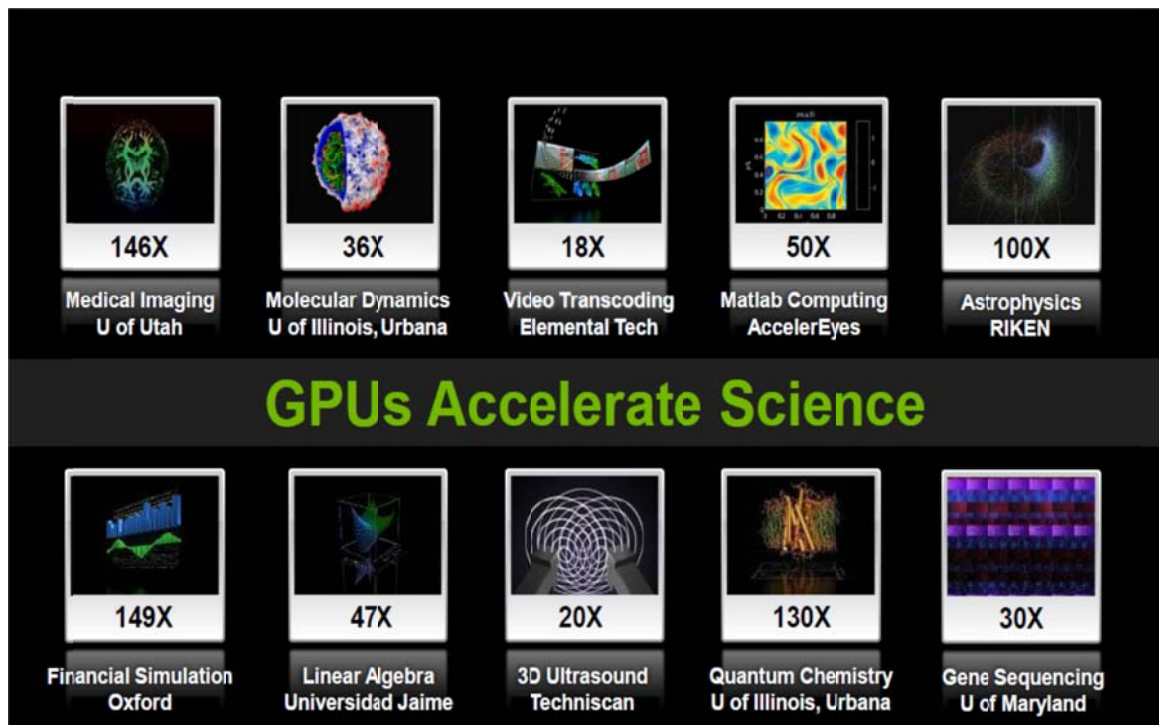 146X
36X
18X
50X
100X
Medical Imaging
U of Utah
Molecular Dynamics
U of Illinois, Urbana
Video Transcoding
Elemental Tech
Matlab Computing
AccelerEyes
Astrophysics
RIKEN
GPUs Accelerate Science
149X
47X
20X
130X
30X
Financial Simulation
Oxford
Linear Algebra
Universidad Jaime
3D Ultrasound
Techniscan
Quantum Chemistry
U of Illinois, Urbana
Gene Sequencing
U of Maryland